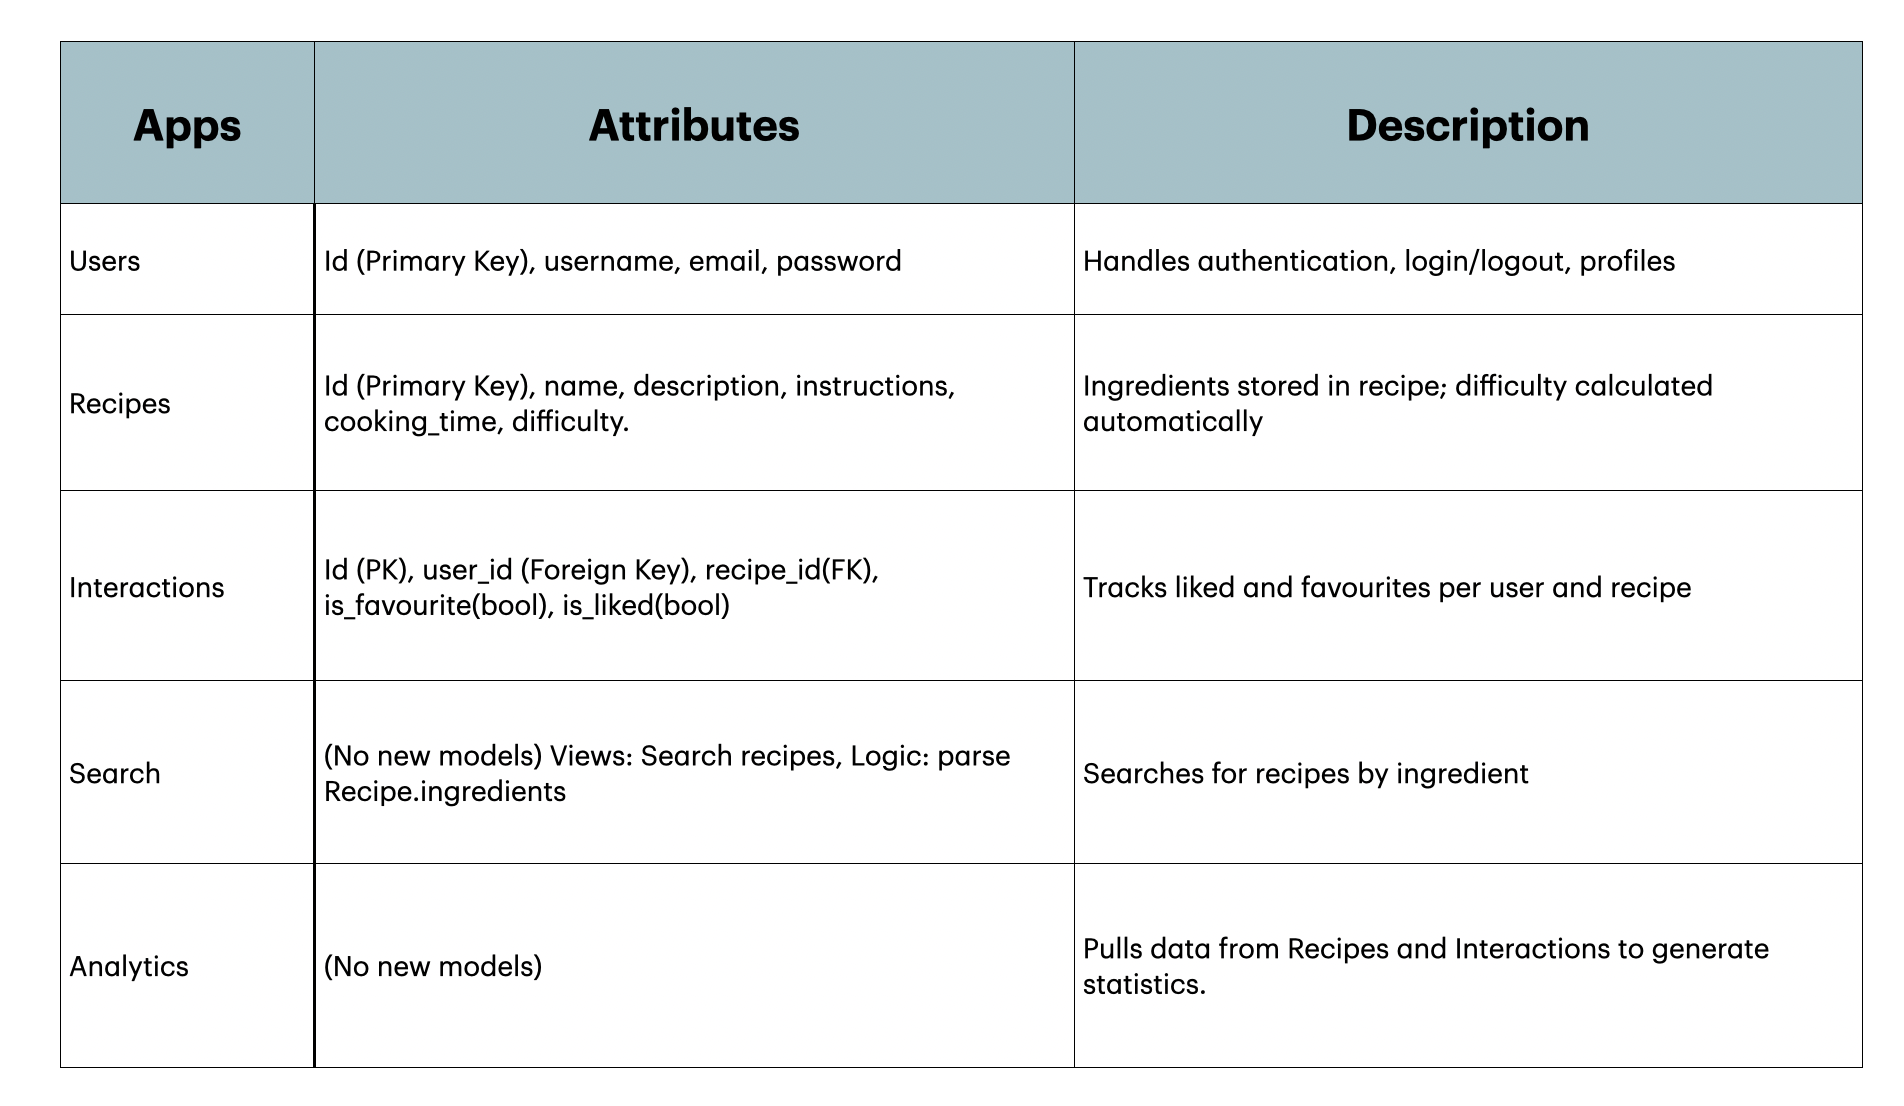 Apps
Attributes
Description
Users
Id (Primary Key), username, email, password
Handles authentication, login/logout, profiles
Recipes
Id (Primary Key), name, description, instructions,
cooking_time, difficulty.
Ingredients stored in recipe; difficulty calculated
automatically
Interactions
Id (PK), user_id (Foreign Key), recipe_id(FK),
is_favourite(bool), is_liked(bool)
Tracks liked and favourites per user and recipe
Search
(No new models) Views: Search recipes, Logic: parse
Recipe.ingredients
Searches for recipes by ingredient
Analytics
(No new models)
Pulls data from Recipes and Interactions to generate
statistics.